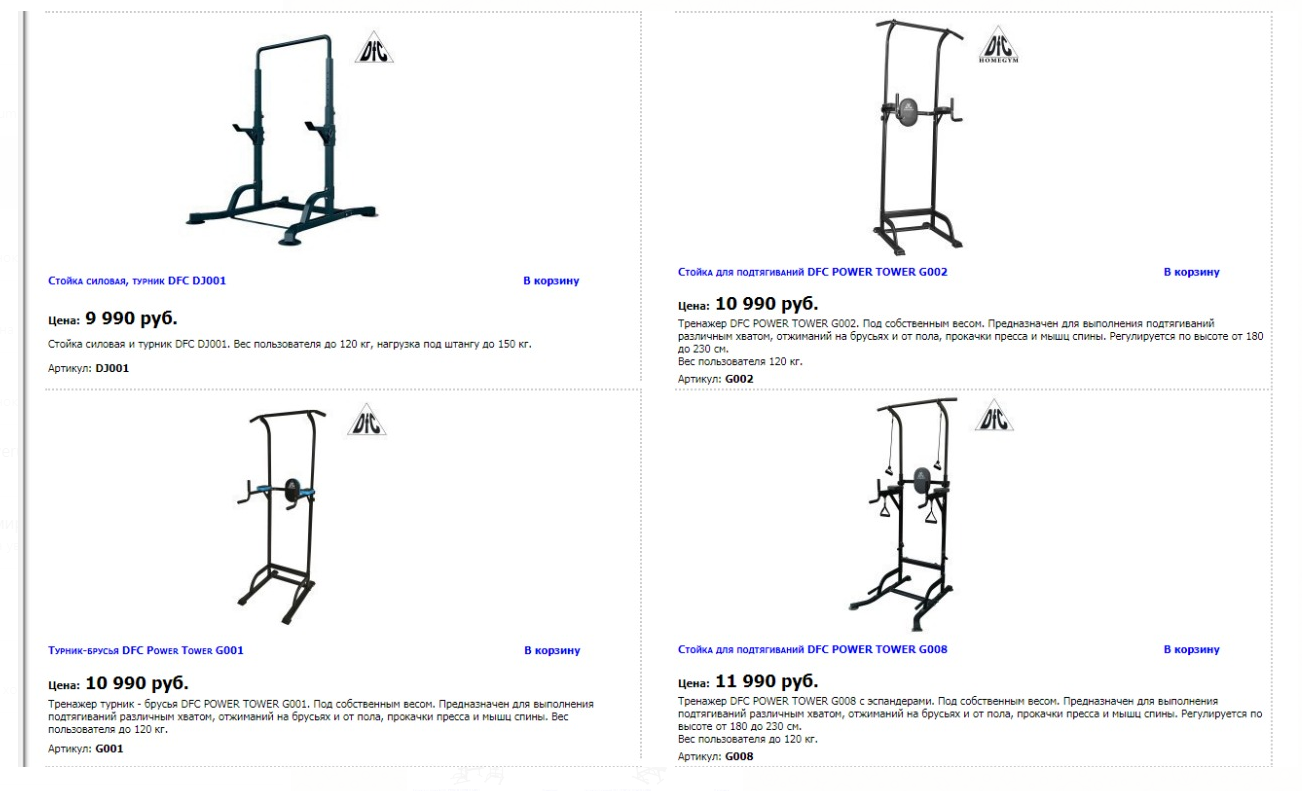 DFC
Стойка силовая, турник DFC DJ001
В корзину
Цена: 9 990 руб.
Стойка силовая и турник DFC DJ001. Вес пользователя до 120 кг, нагрузка под штангу до 150 кг.
Артикул: DJ001
DFC
HOMEGYM
Стойка для подтягиваний DFC POWER TOWER G002
В корзину
Цена: 10 990 руб.
Тренажер DFC POWER TOWER G002. Под собственным весом. Предназначен для выполнения подтягиваний
различным хватом, отжиманий на брусьях и от пола, прокачки пресса и мышц спины. Регулируется по высоте от 180
до 230 см.
Вес пользователя 120 кг.
Артикул: G002
DFC
Турник-брусья DFC Power Tower G001
В корзину
Цена: 10 990 руб.
Тренажер турник - брусья DFC POWER TOWER G001. Под собственным весом. Предназначен для выполнения
подтягиваний различным хватом, отжиманий на брусьях и от пола, прокачки пресса и мышц спины. Вес
пользователя до 120 кг.
Артикул: G001
DFC
Стойка для подтягиваний DFC POWER TOWER G008
В корзину
Цена: 11 990 руб.
Тренажер DFC POWER TOWER G008 с эспандерами. Под собственным весом. Предназначен для выполнения
подтягиваний различным хватом, отжиманий на брусьях и от пола, прокачки пресса и мышц спины. Регулируется по
высоте от 180 до 230 см.
Вес пользователя до 120 кг.
Артикул: G008